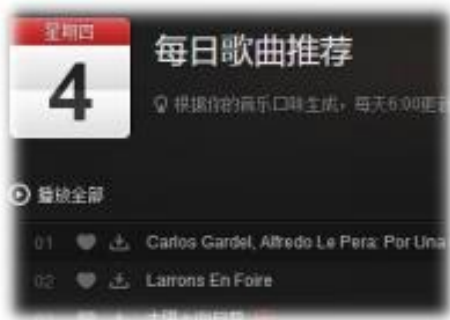 星期四
4
每日歌曲推荐
根据你的音乐口味生成，每天6:00更新
播放全部
01 Carlos Gardel, Alfredo Le Pera: Por Una
02 Larrons En Foire